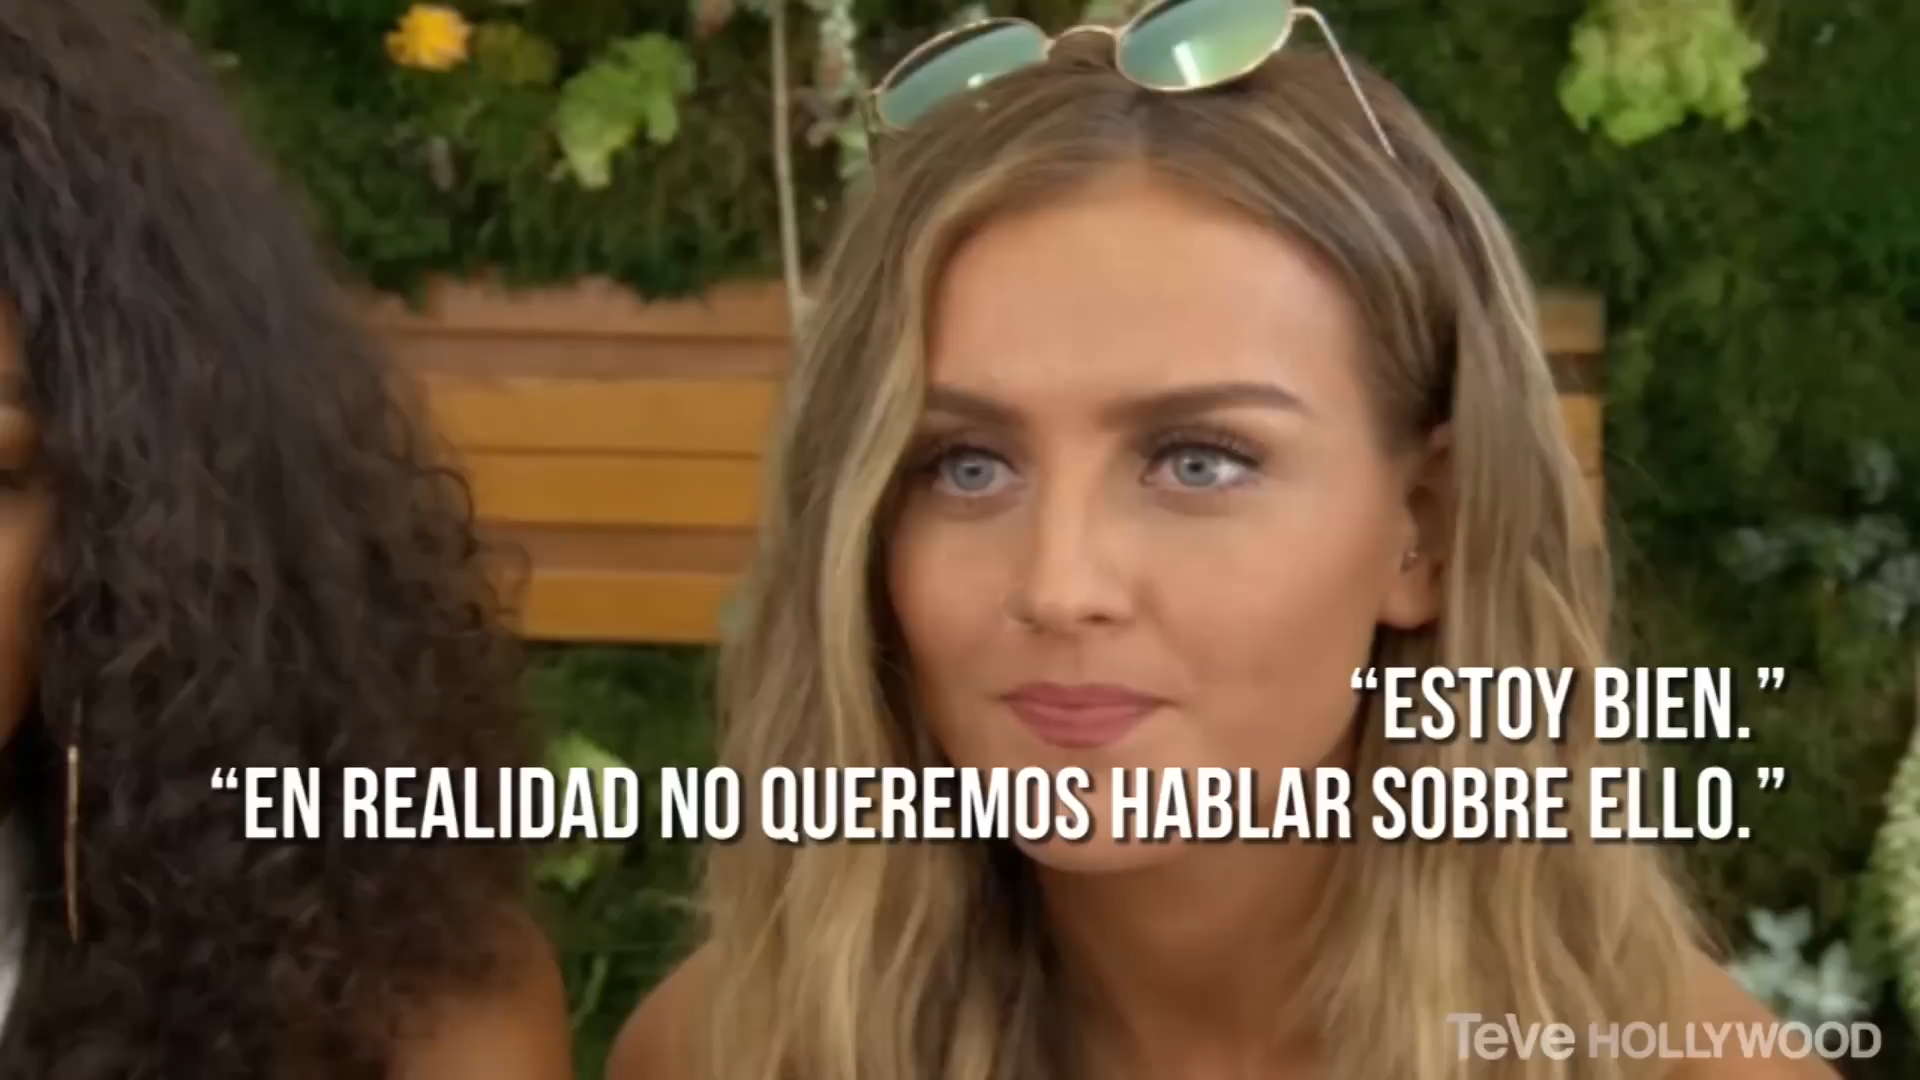 “ESTOY BIEN.”
“EN REALIDAD NO QUEREMOS HABLAR SOBRE ELLO.”
TeVe HOLLYWOOD